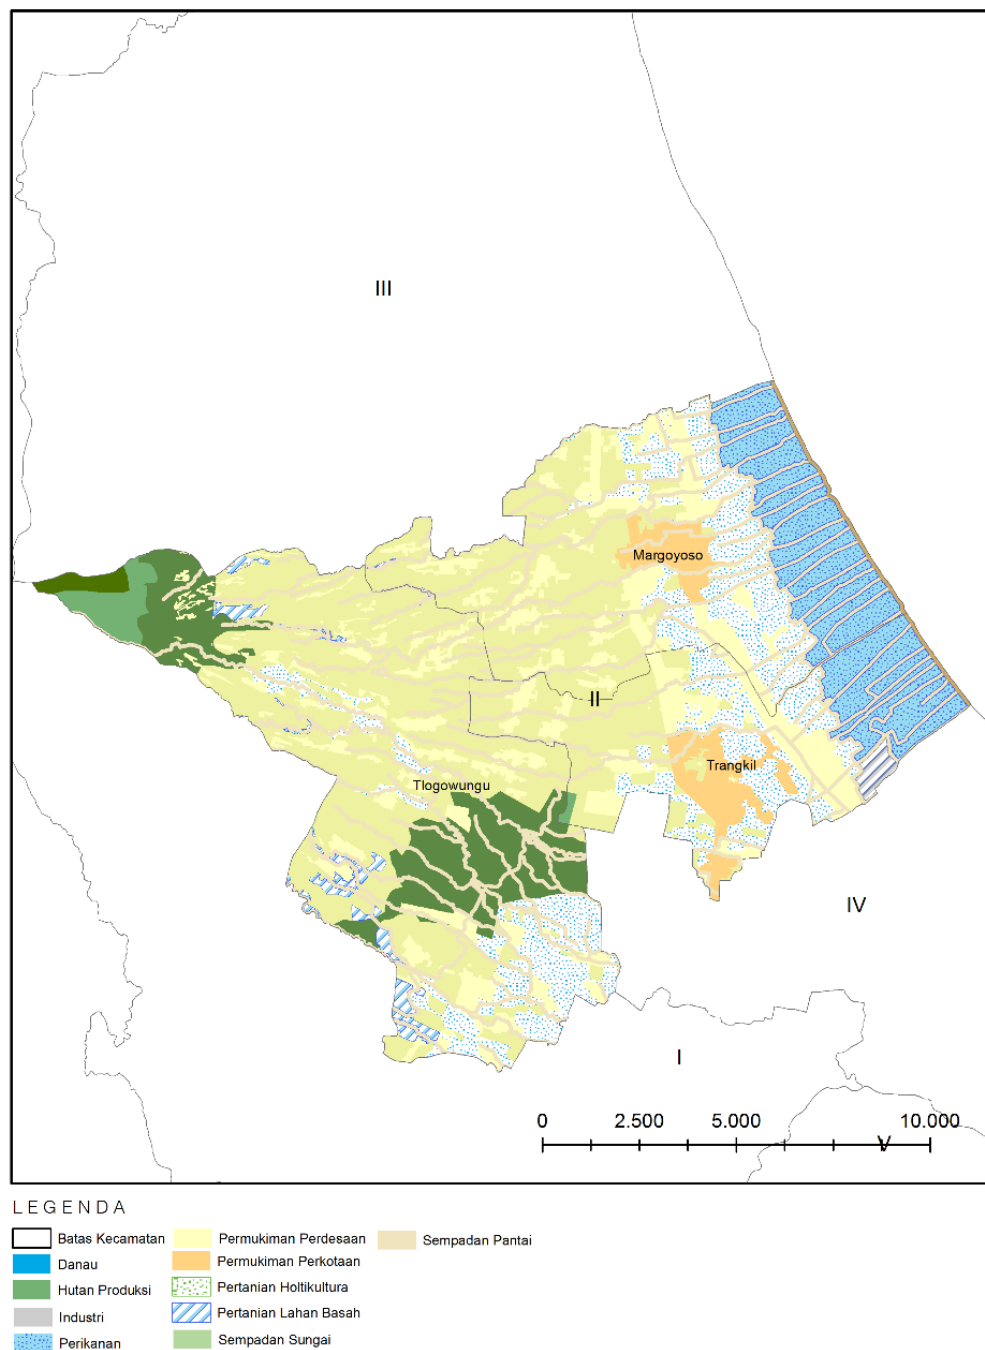 III
Margoyoso
II
Trangkil
Tlogowungu
IV
I
0 2.500 5.000 10.000
V
LEGENDA
Batas Kecamatan
Danau
Hutan Produksi
Industri
Perikanan
Permukiman Perdesaan
Permukiman Perkotaan
Pertanian Holtikultura
Pertanian Lahan Basah
Sempadan Sungai
Sempadan Pantai